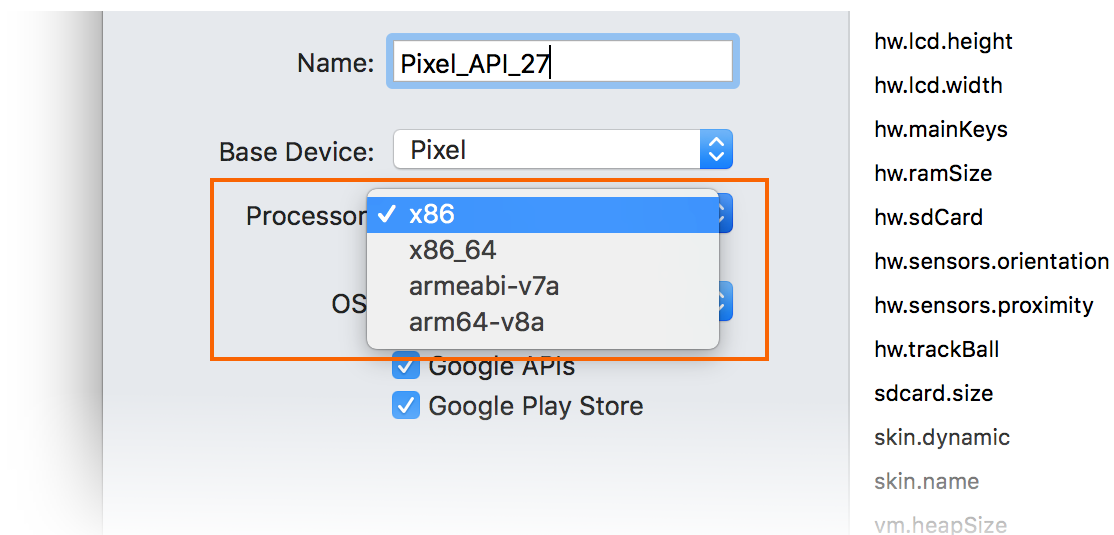 Name: Pixel_API_27
Base Device: Pixel
Processor
x86
x86_64
armeabi-v7a
OS
arm64-v8a
Google APIs
Google Play Store
hw.lcd.height
hw.lcd.width
hw.mainKeys
hw.ramSize
hw.sdCard
hw.sensors.orientation
hw.sensors.proximity
hw.trackBall
sdcard.size
skin.dynamic
skin.name
vm.heapSize